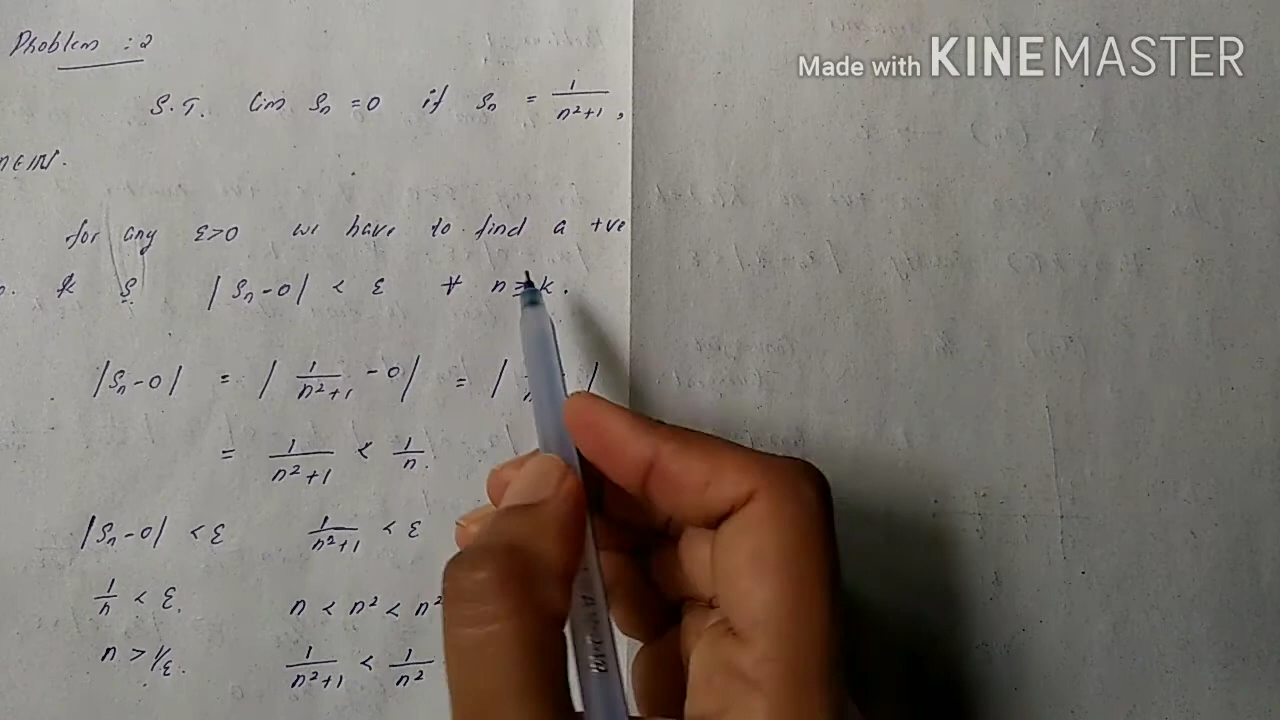 Problem : 2
Made with KINEMASTER
S.T. lim Sn = 0 if Sn = 1/(n²+1),
n∈IN.
for any ε>0 we have to find a +ve
k |Sn-0| < ε ∀ n ≥ k.
|Sn-0| = | 1/(n²+1) - 0 | = | |
= 1/(n²+1) < 1/n.
|Sn-0| < ε 1/(n²+1) < ε
1/n < ε. n < n² < n²
n > 1/ε. 1/(n²+1) < 1/n²